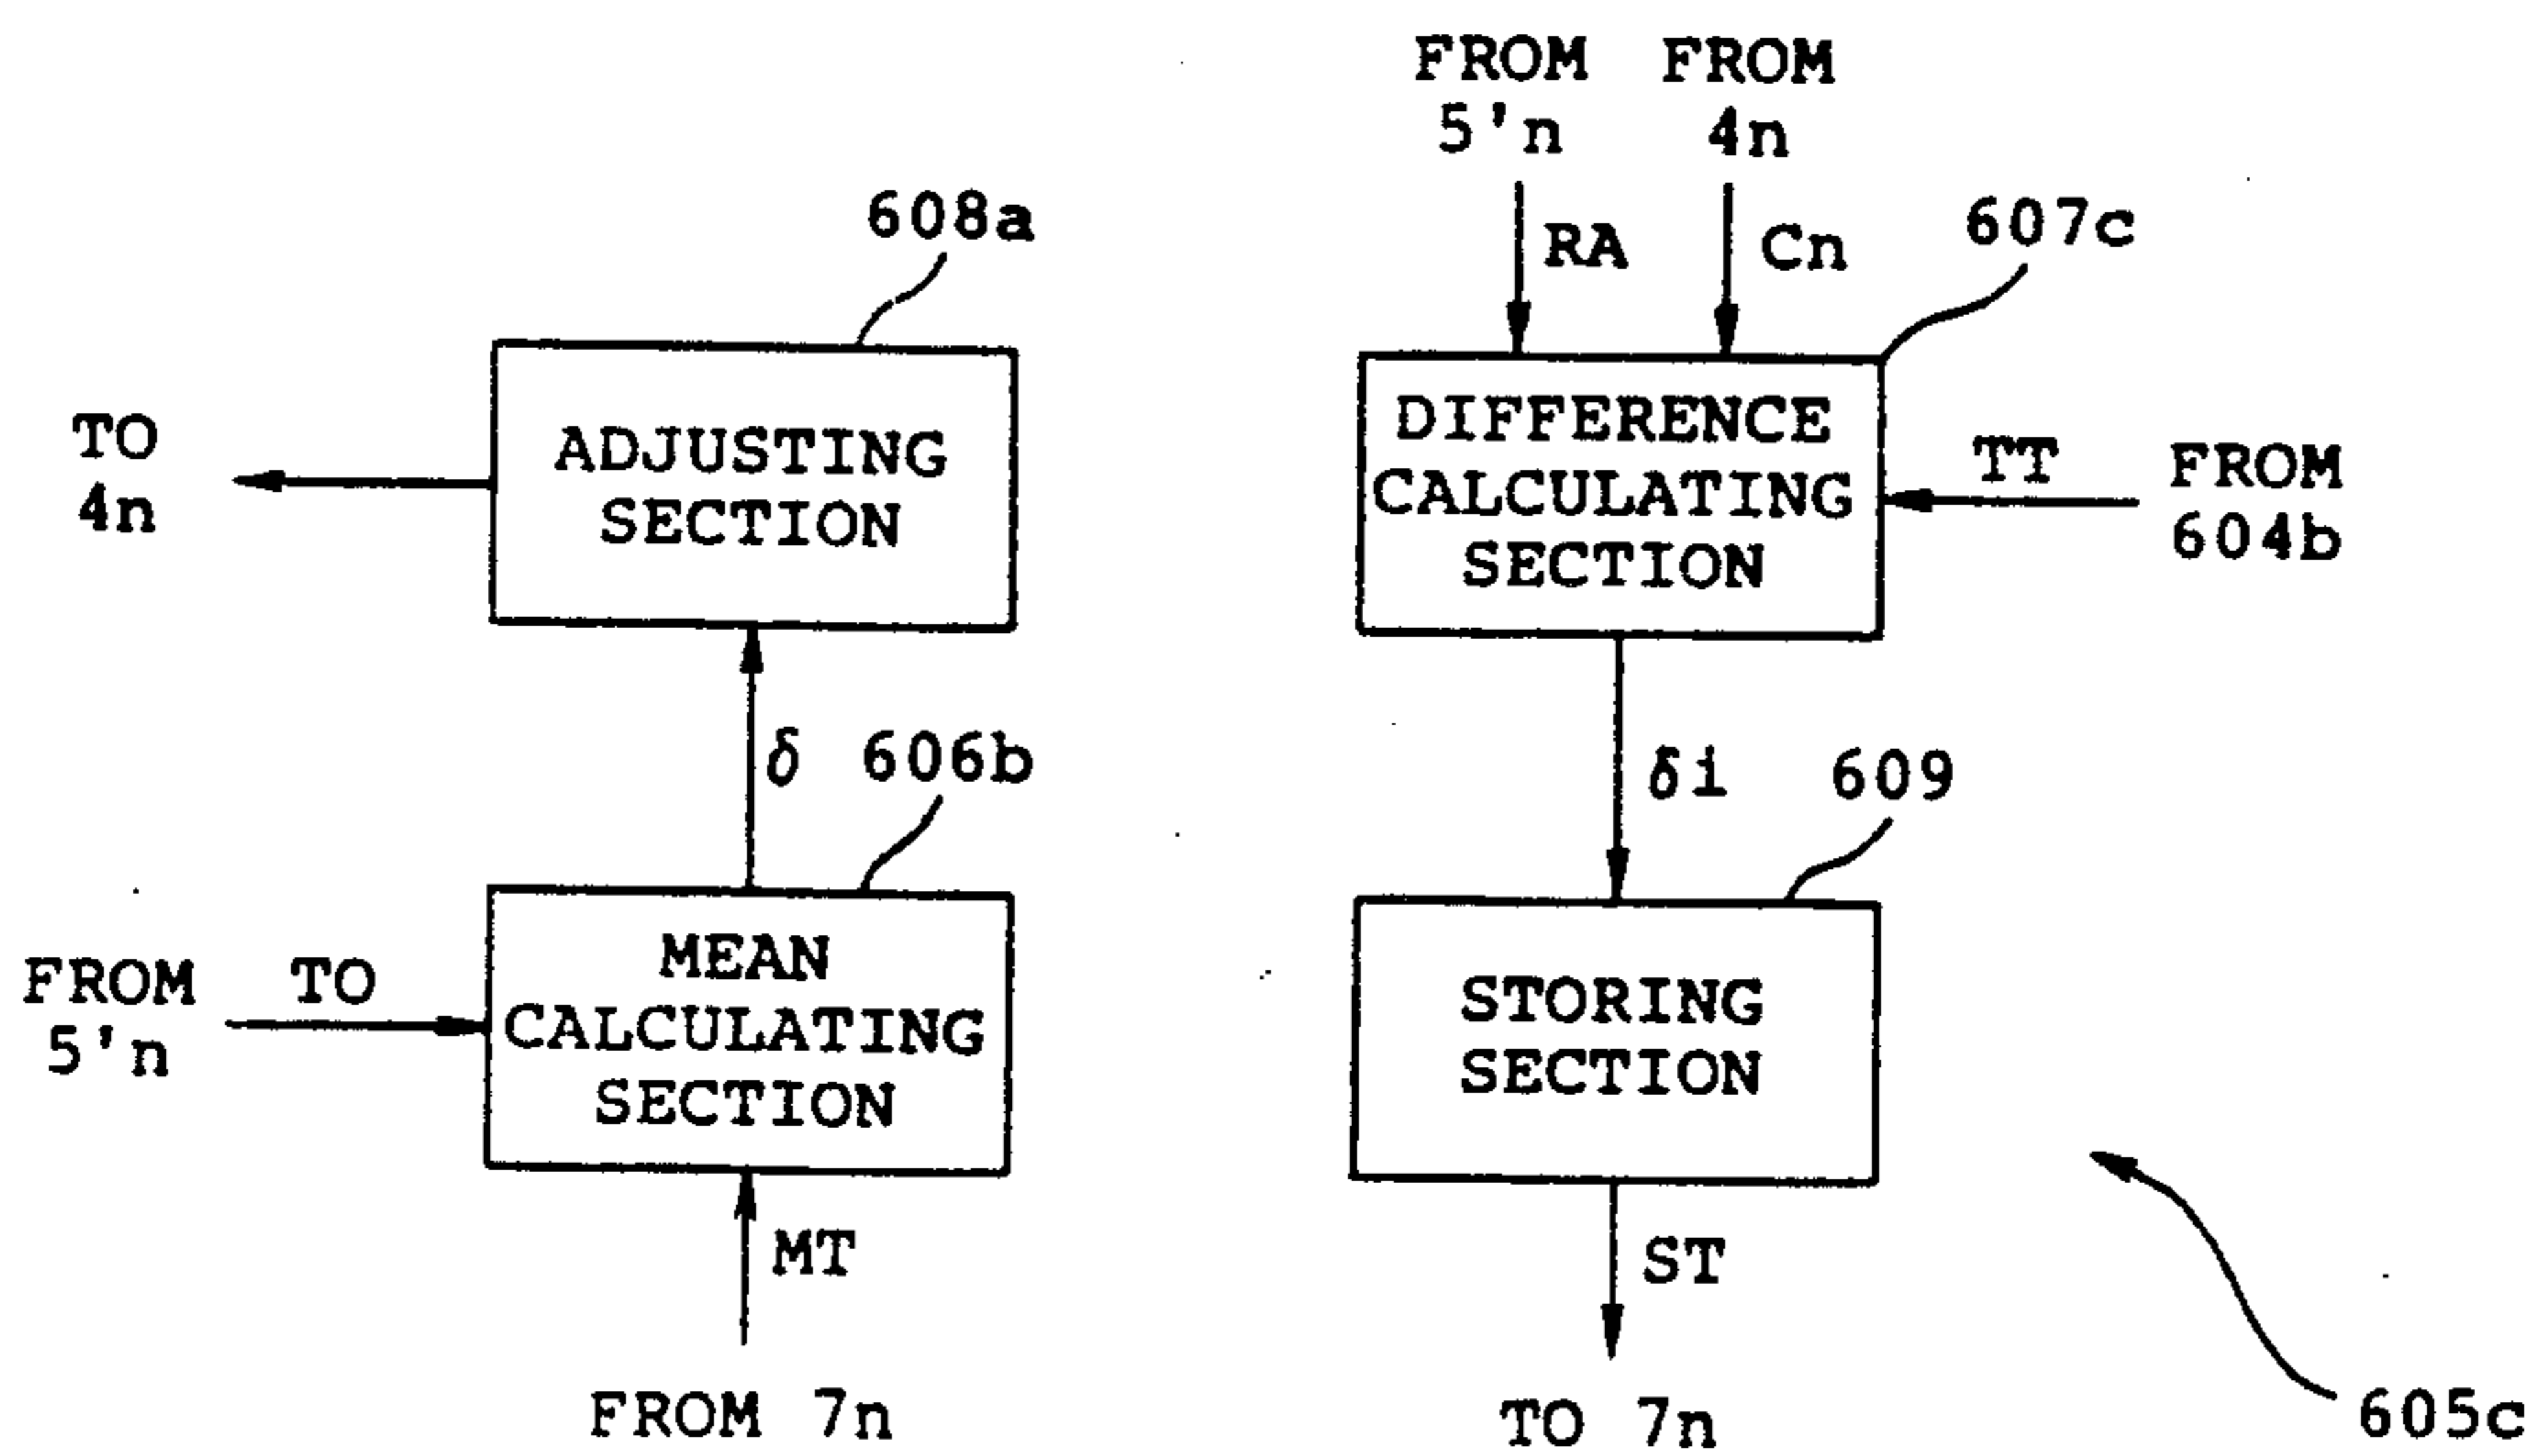 FROM
5'n
FROM
4n
608a
RA
Cn
607c
TO
4n
ADJUSTING
SECTION
DIFFERENCE
CALCULATING
SECTION
TT
FROM
604b
δ
606b
δi
609
FROM
5'n
TO
MEAN
CALCULATING
SECTION
STORING
SECTION
MT
ST
FROM 7n
TO 7n
605c